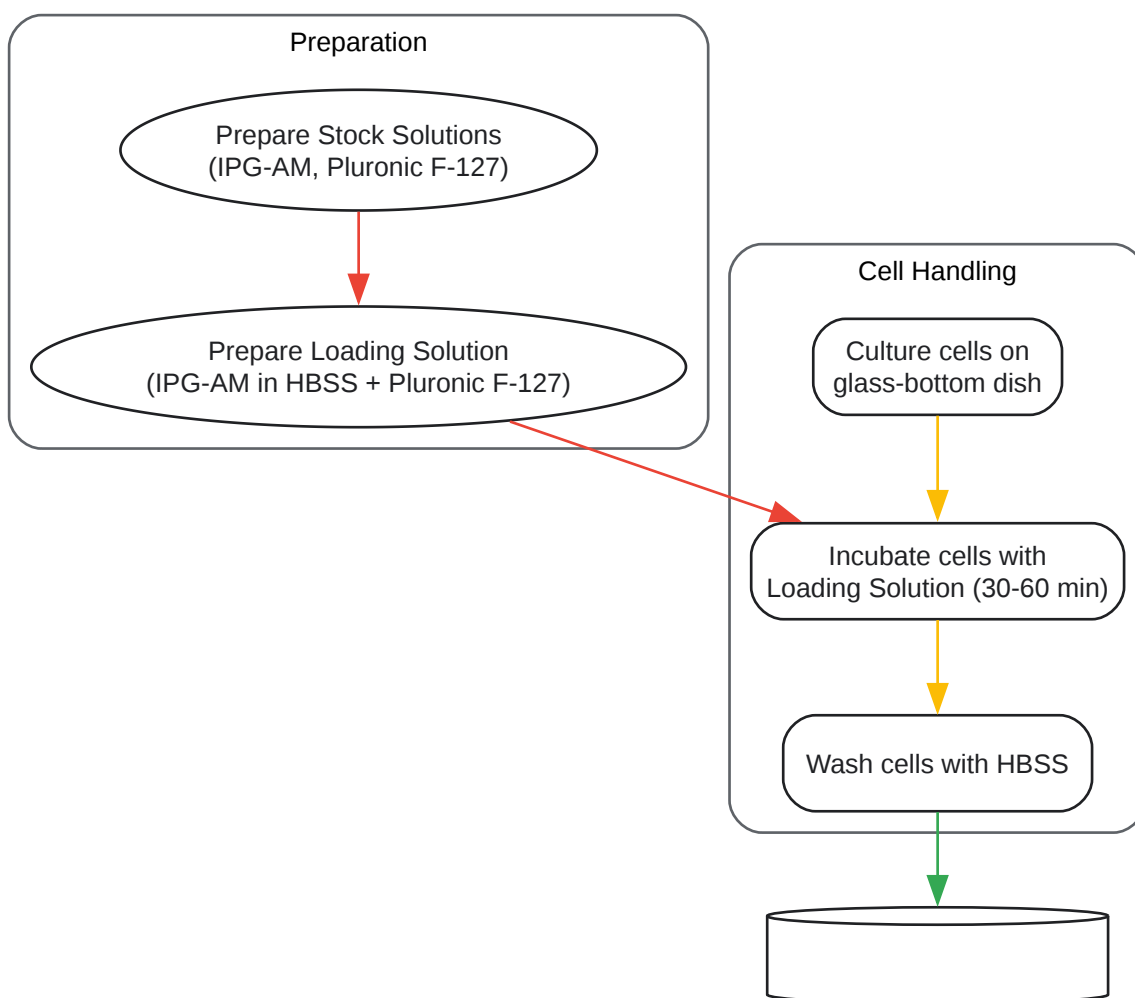 Preparation
Prepare Stock Solutions
(IPG-AM, Pluronic F-127)
Prepare Loading Solution
(IPG-AM in HBSS + Pluronic F-127)
Cell Handling
Culture cells on
glass-bottom dish
Incubate cells with
Loading Solution (30-60 min)
Wash cells with HBSS